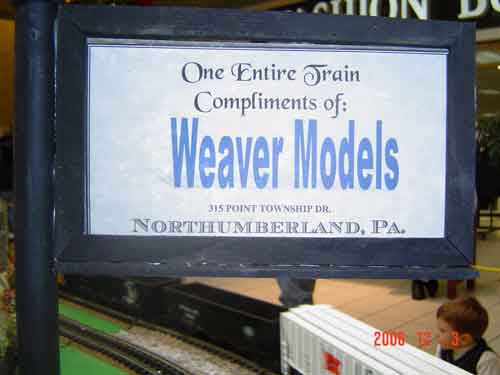 One Entire Train
Compliments of:
Weaver Models
315 POINT TOWNSHIP DR.
NORTHUMBERLAND, PA.
2006 12 3